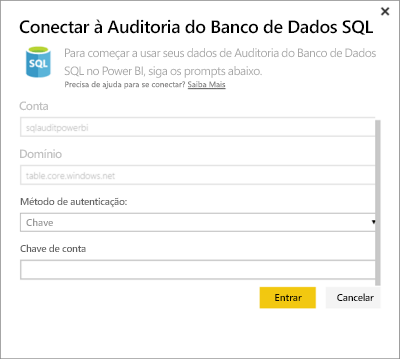 Conectar à Auditoria do Banco de Dados SQL
SQL
Para começar a usar seus dados de Auditoria do Banco de Dados
SQL no Power BI, siga os prompts abaixo.
Precisa de ajuda para se conectar? Saiba Mais
Conta
sqlauditpowerbi
Domínio
table.core.windows.net
Método de autenticação:
Chave
Chave de conta
Entrar
Cancelar